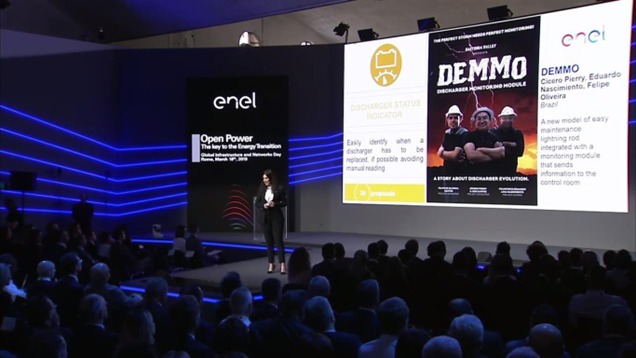 enel
Open Power
The key to the Energy Transition
Global Infrastructure and Networks Day
Rome, March 18th, 2019
DISCHARGER STATUS
INDICATOR
Easily identify when a
discharger has to be
replaced, if possible avoiding
manual reading
proposals
THE PERFECT STORM NEEDS PERFECT MONITORING!
DEMMO
DISCHARGER MONITORING MODULE
A STORY ABOUT DISCHARGER EVOLUTION.
enel
DEMMO
Cicero Pierry, Eduardo
Nascimiento, Felipe
Oliveira
Brazil
A new model of easy
maintenance
lightning rod
integrated with a
monitoring module
that sends
information to the
control room